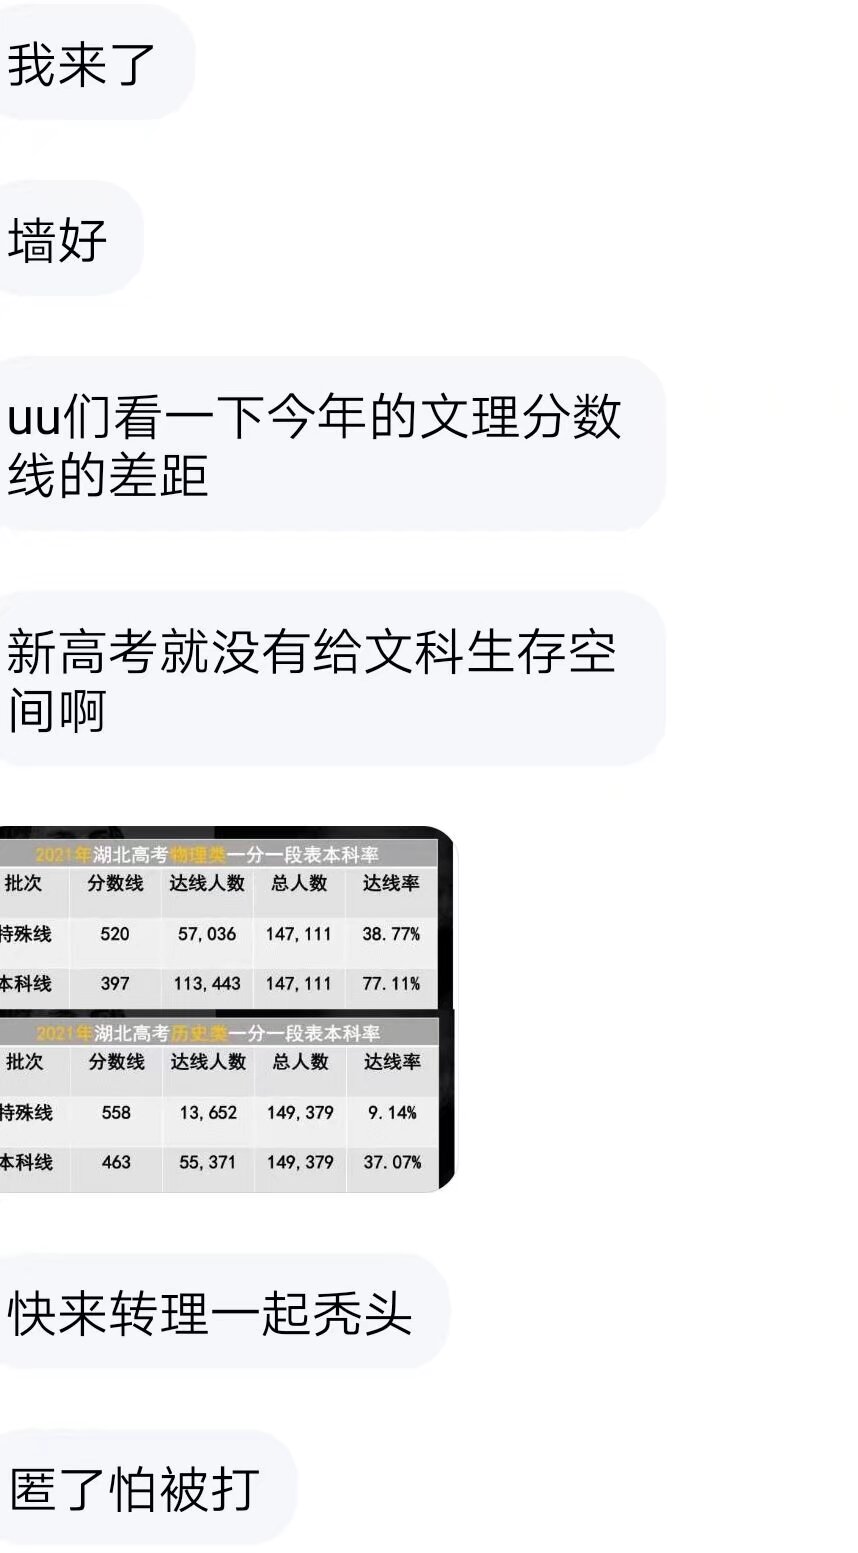 我来了
墙好
uu们看一下今年的文理分数
线的差距
新高考就没有给文科生存空
间啊
2021年湖北高考物理类一分一段表本科率
批次 分数线 达线人数 总人数 达线率
特殊线 520 57,036 147,111 38.77%
本科线 397 113,443 147,111 77.11%
2021年湖北高考历史类一分一段表本科率
批次 分数线 达线人数 总人数 达线率
特殊线 558 13,652 149,379 9.14%
本科线 463 55,371 149,379 37.07%
快来转理一起秃头
匿了怕被打